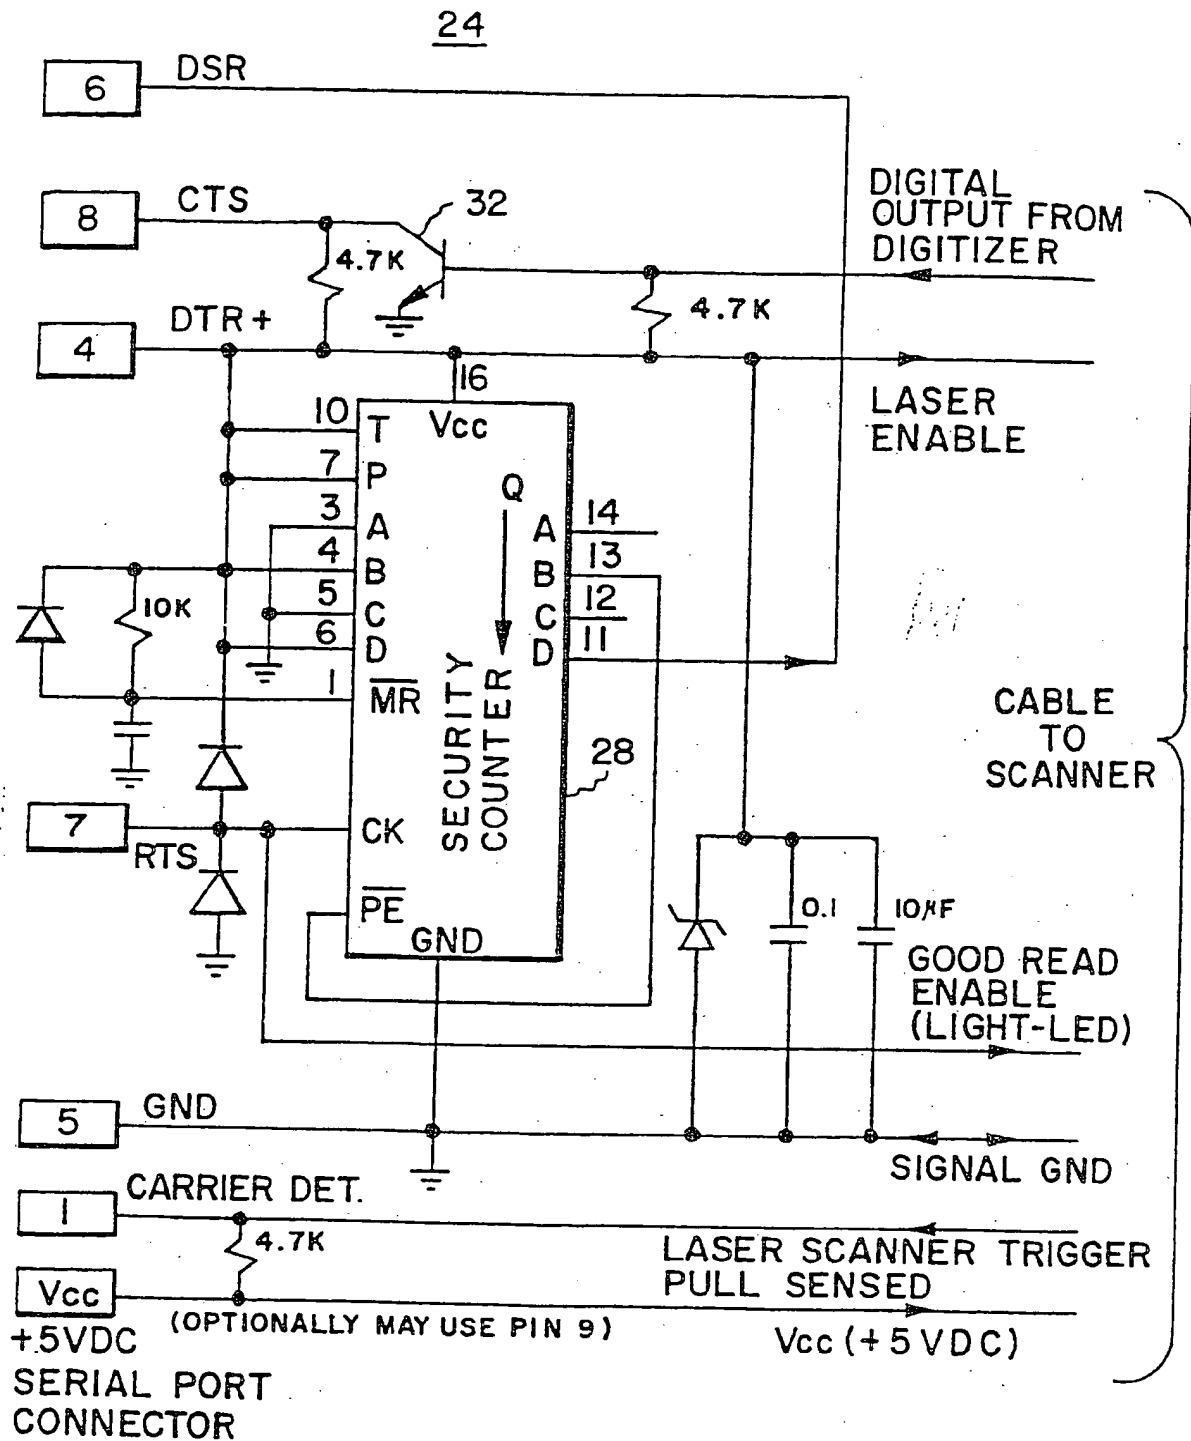 24
6 DSR
DIGITAL
OUTPUT FROM
DIGITIZER
8 CTS
32
4.7K
4.7K
4 DTR+
LASER
ENABLE
16
Vcc
10 T
7 P
3 A
4 B
5 C
6 D
1 MR
Q
A 14
B 13
C 12
D 11
10K
SECURITY
COUNTER
28
CABLE
TO
SCANNER
7 RTS
CK
PE
GND
0.1
10µF
GOOD READ
ENABLE
(LIGHT-LED)
5 GND
SIGNAL GND
1 CARRIER DET.
4.7K
LASER SCANNER TRIGGER
PULL SENSED
Vcc
+5VDC
(OPTIONALLY MAY USE PIN 9)
Vcc (+5VDC)
SERIAL PORT
CONNECTOR